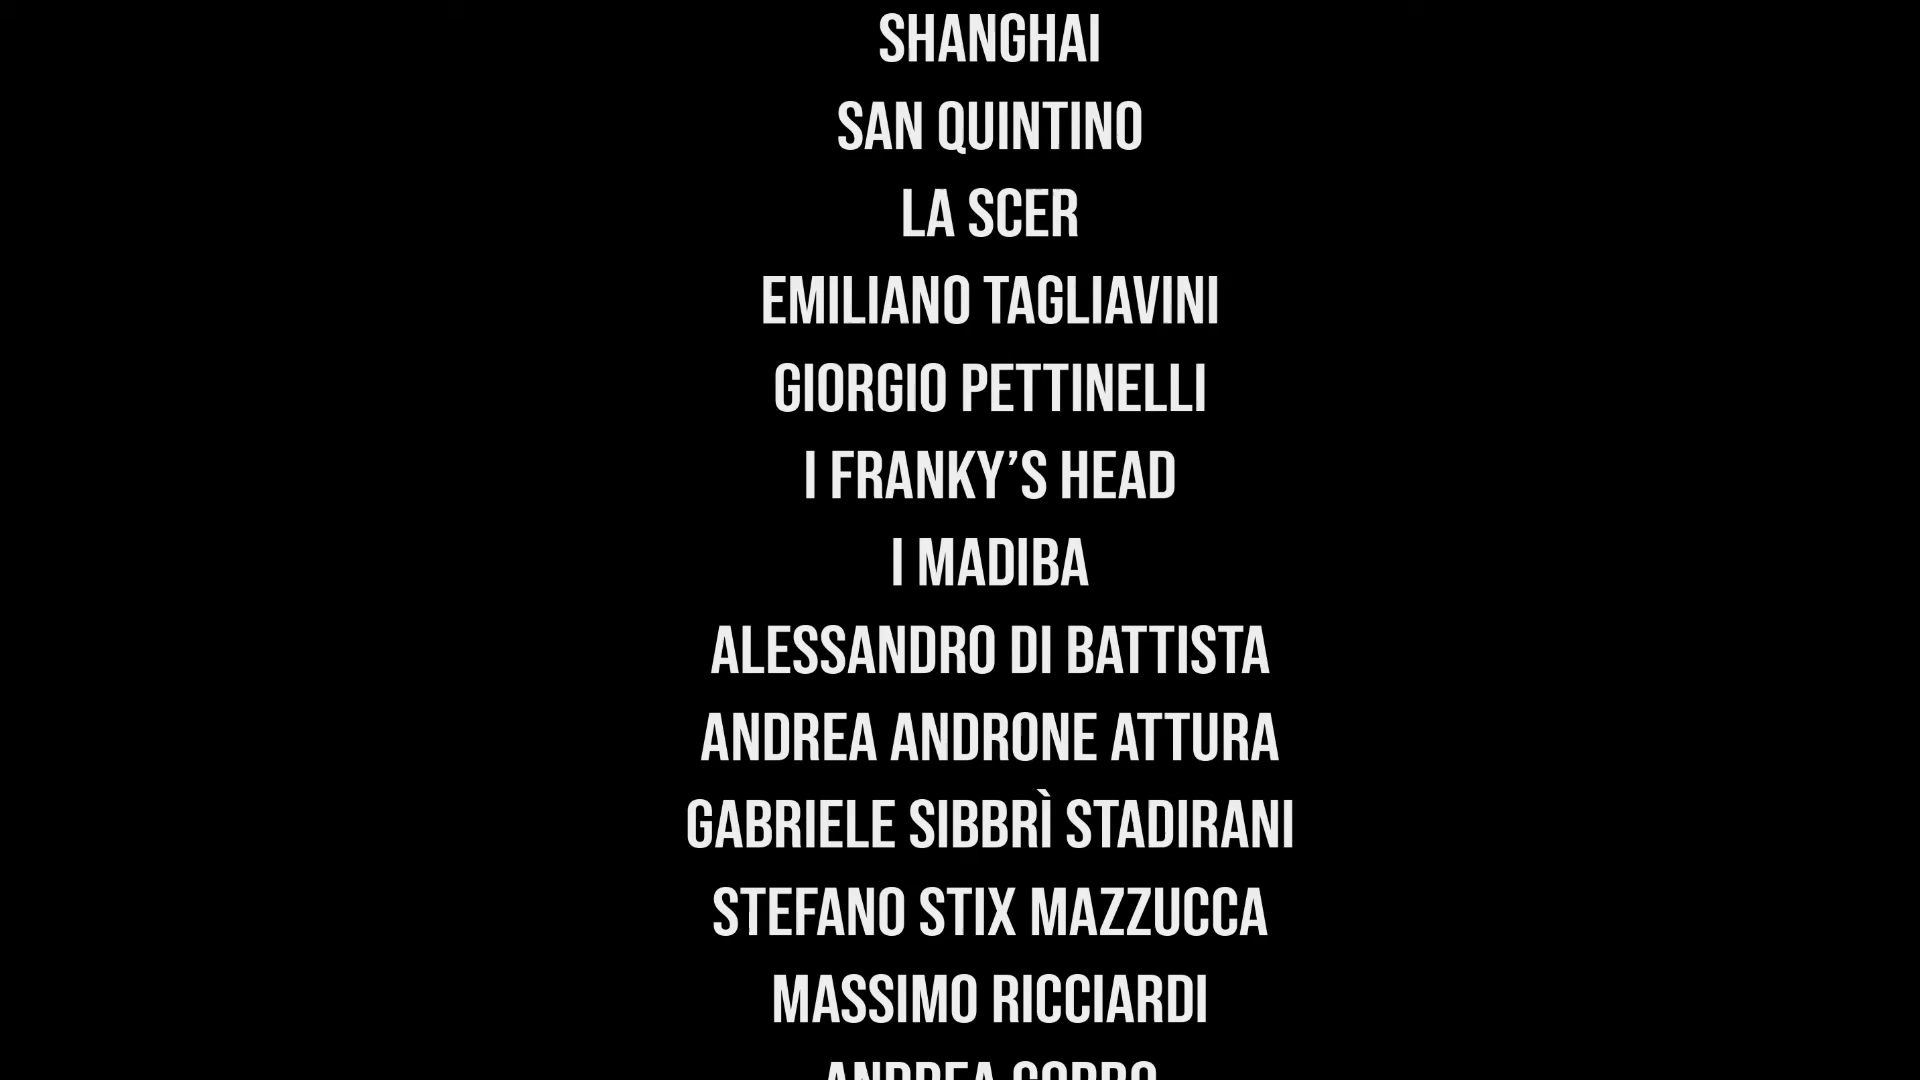 SHANGHAI
SAN QUINTINO
LA SCER
EMILIANO TAGLIAVINI
GIORGIO PETTINELLI
I FRANKY’S HEAD
I MADIBA
ALESSANDRO DI BATTISTA
ANDREA ANDRONE ATTURA
GABRIELE SIBBRÌ STADIRANI
STEFANO STIX MAZZUCCA
MASSIMO RICCIARDI
ANDREA